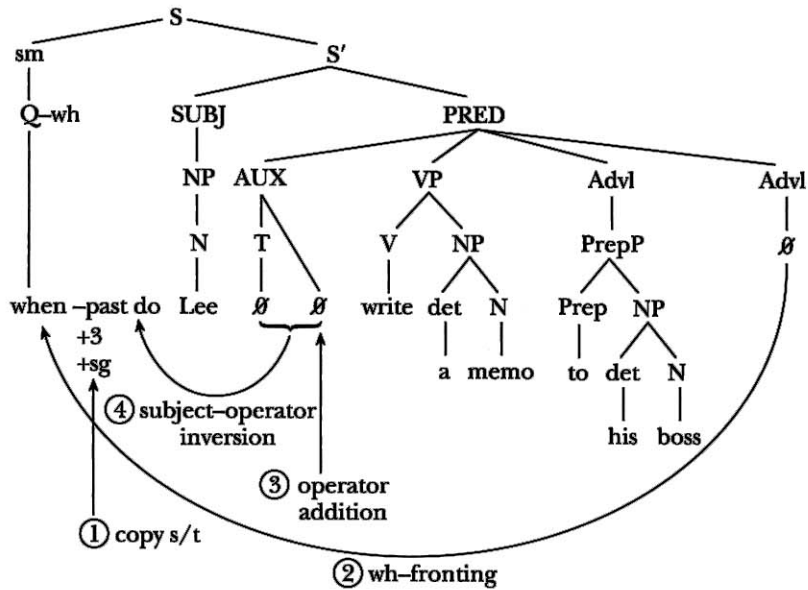 S
sm S′
Q–wh SUBJ PRED
NP AUX VP Advl Advl
N T V NP PrepP Ø
when –past do Lee Ø Ø write det N Prep NP
+3
+sg a memo to det N
④ subject–operator
inversion his boss
③ operator
addition
① copy s/t
② wh–fronting